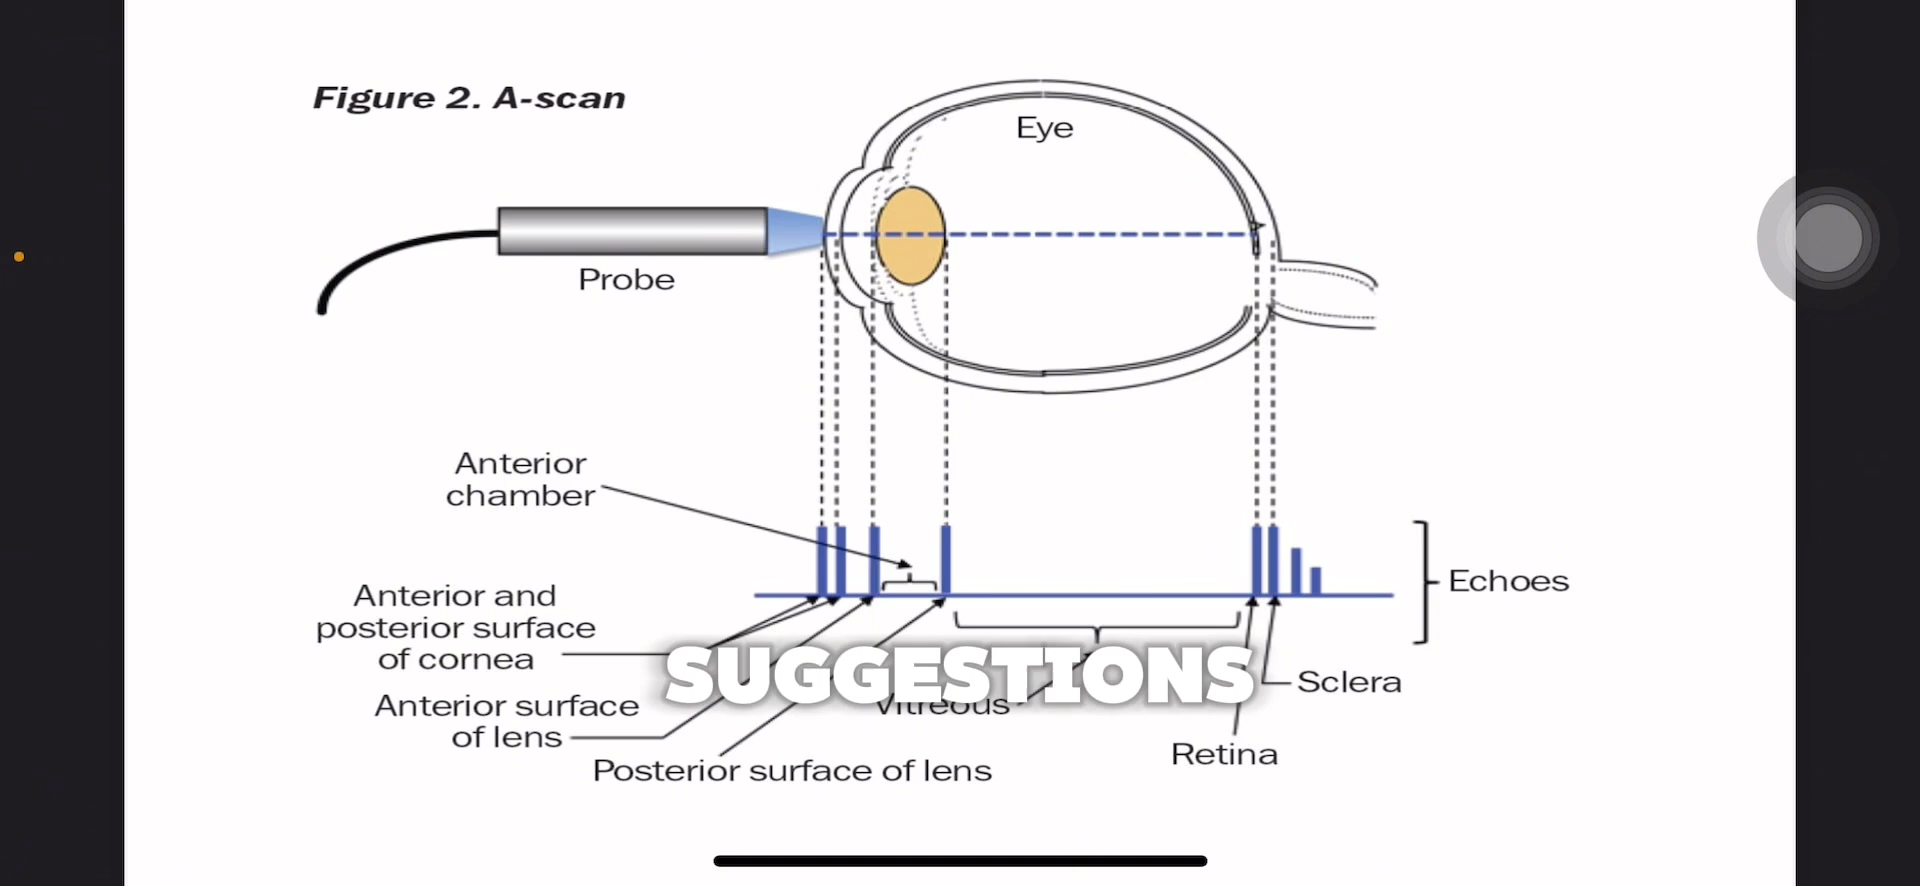 Figure 2. A-scan
Eye
Probe
Anterior
chamber
Echoes
Anterior and
posterior surface
of cornea
SUGGESTIONS
Sclera
Anterior surface
of lens
Vitreous
Retina
Posterior surface of lens